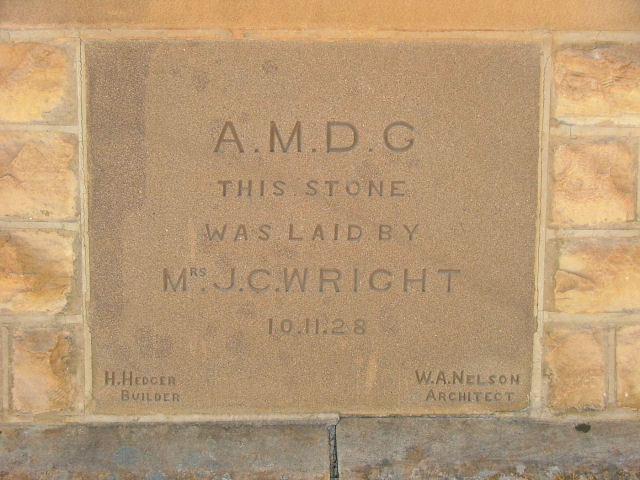 A.M.D.G
THIS STONE
WAS LAID BY
MRS. J.C. WRIGHT
10.11.28
H. HEDGER
BUILDER
W.A. NELSON
ARCHITECT